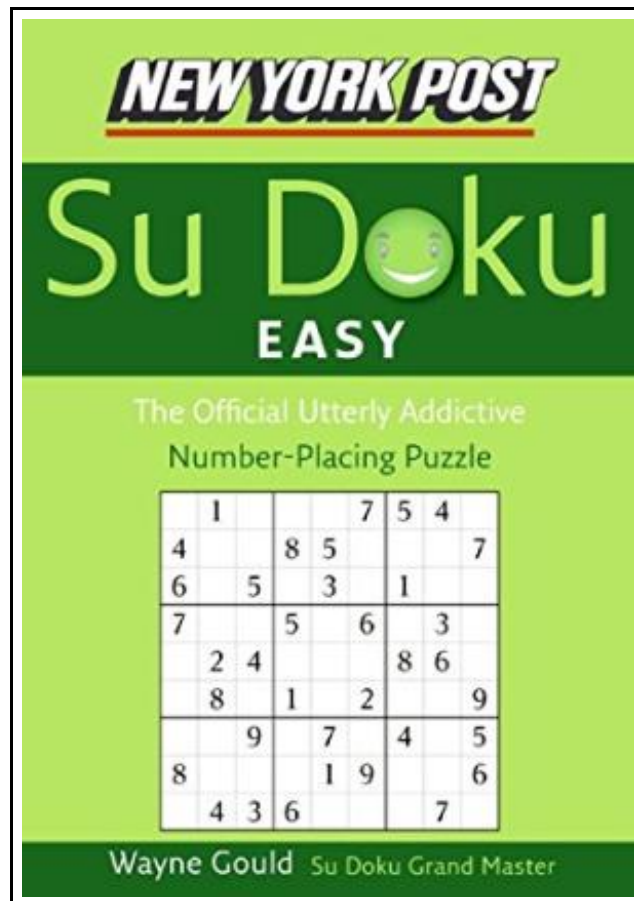 NEW YORK POST
Su Doku
EASY
The Official Utterly Addictive
Number-Placing Puzzle
1 7 5 4
4 8 5 7
6 5 3 1
7 5 6 3
2 4 8 6
8 1 2 9
9 7 4 5
8 1 9 6
4 3 6 7
Wayne Gould Su Doku Grand Master